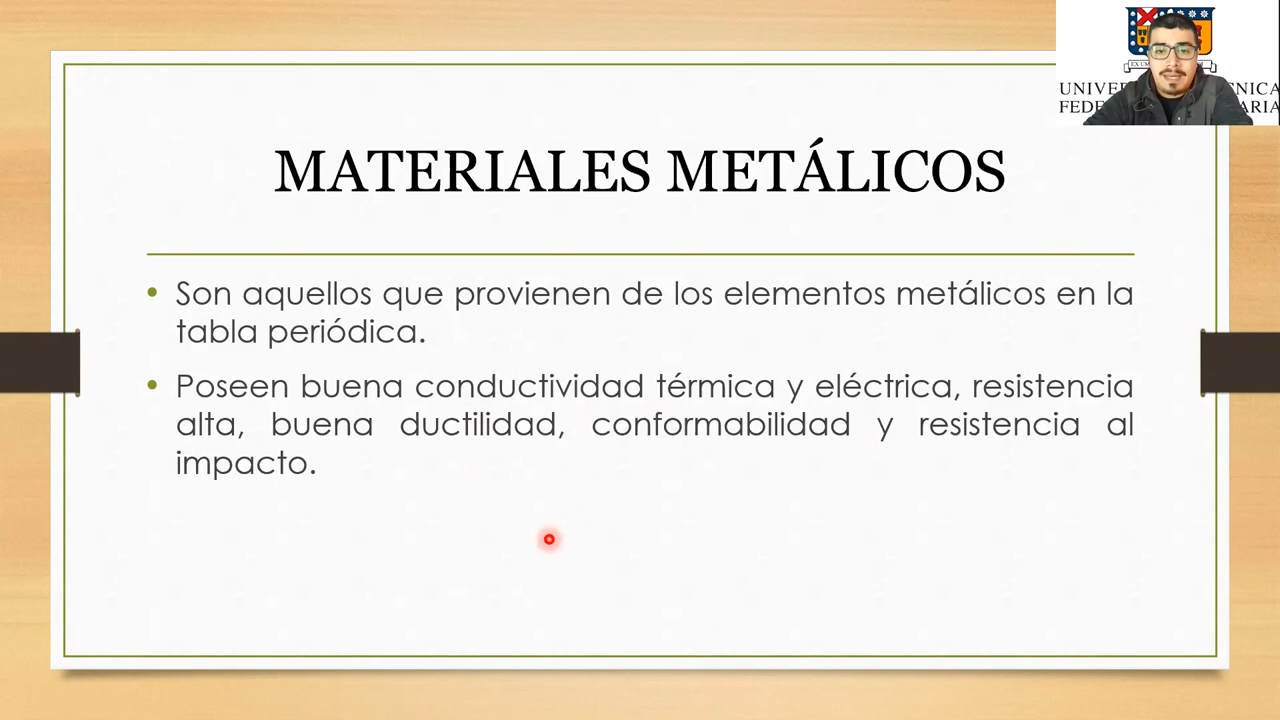 MATERIALES METÁLICOS
• Son aquellos que provienen de los elementos metálicos en la
tabla periódica.
• Poseen buena conductividad térmica y eléctrica, resistencia
alta, buena ductilidad, conformabilidad y resistencia al
impacto.